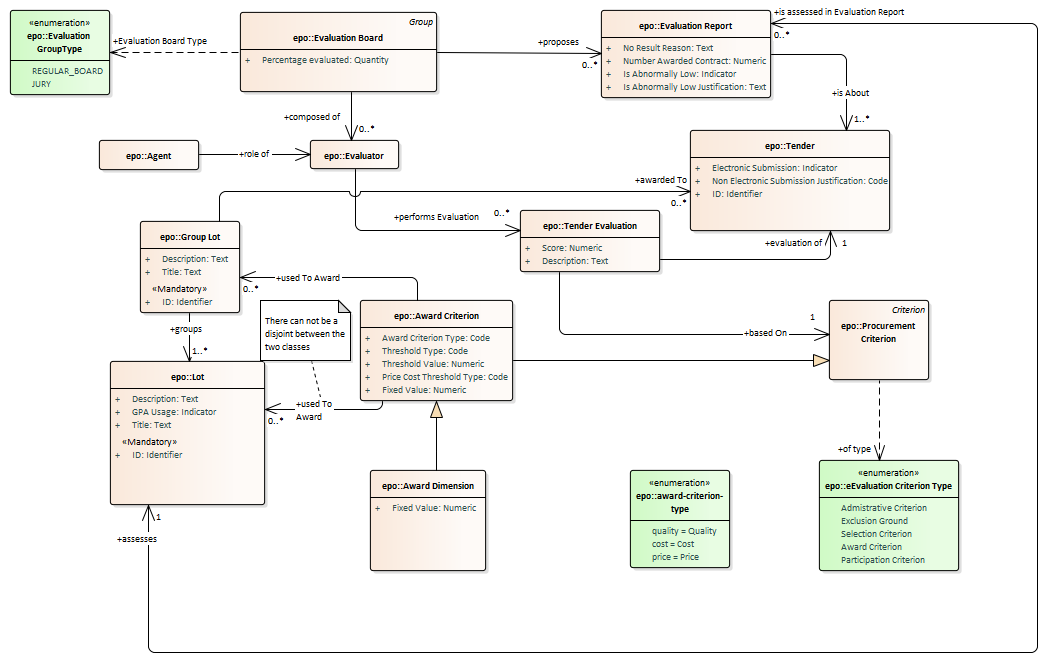 «enumeration»
epo::Evaluation
GroupType
REGULAR_BOARD
JURY
+Evaluation Board Type
Group
epo::Evaluation Board
+ Percentage evaluated: Quantity
+proposes
0..*
epo::Evaluation Report
+ No Result Reason: Text
+ Number Awarded Contract: Numeric
+ Is Abnormally Low: Indicator
+ Is Abnormally Low Justification: Text
+is assessed in Evaluation Report
0..*
+is About
1..*
+composed of
0..*
epo::Agent
+role of
epo::Evaluator
epo::Tender
+ Electronic Submission: Indicator
+ Non Electronic Submission Justification: Code
+ ID: Identifier
+awarded To
0..*
+performs Evaluation
0..*
epo::Tender Evaluation
+ Score: Numeric
+ Description: Text
+evaluation of
1
epo::Group Lot
+ Description: Text
+ Title: Text
«Mandatory»
+ ID: Identifier
+used To Award
0..*
+groups
1..*
There can not be a
disjoint between the
two classes
epo::Award Criterion
+ Award Criterion Type: Code
+ Threshold Type: Code
+ Threshold Value: Numeric
+ Price Cost Threshold Type: Code
+ Fixed Value: Numeric
1
+based On
Criterion
epo::Procurement
Criterion
epo::Lot
+ Description: Text
+ GPA Usage: Indicator
+ Title: Text
«Mandatory»
+ ID: Identifier
+used To
Award
0..*
+of type
epo::Award Dimension
+ Fixed Value: Numeric
«enumeration»
epo::award-criterion-
type
quality = Quality
cost = Cost
price = Price
«enumeration»
epo::eEvaluation Criterion Type
Admistrative Criterion
Exclusion Ground
Selection Criterion
Award Criterion
Participation Criterion
1
+assesses